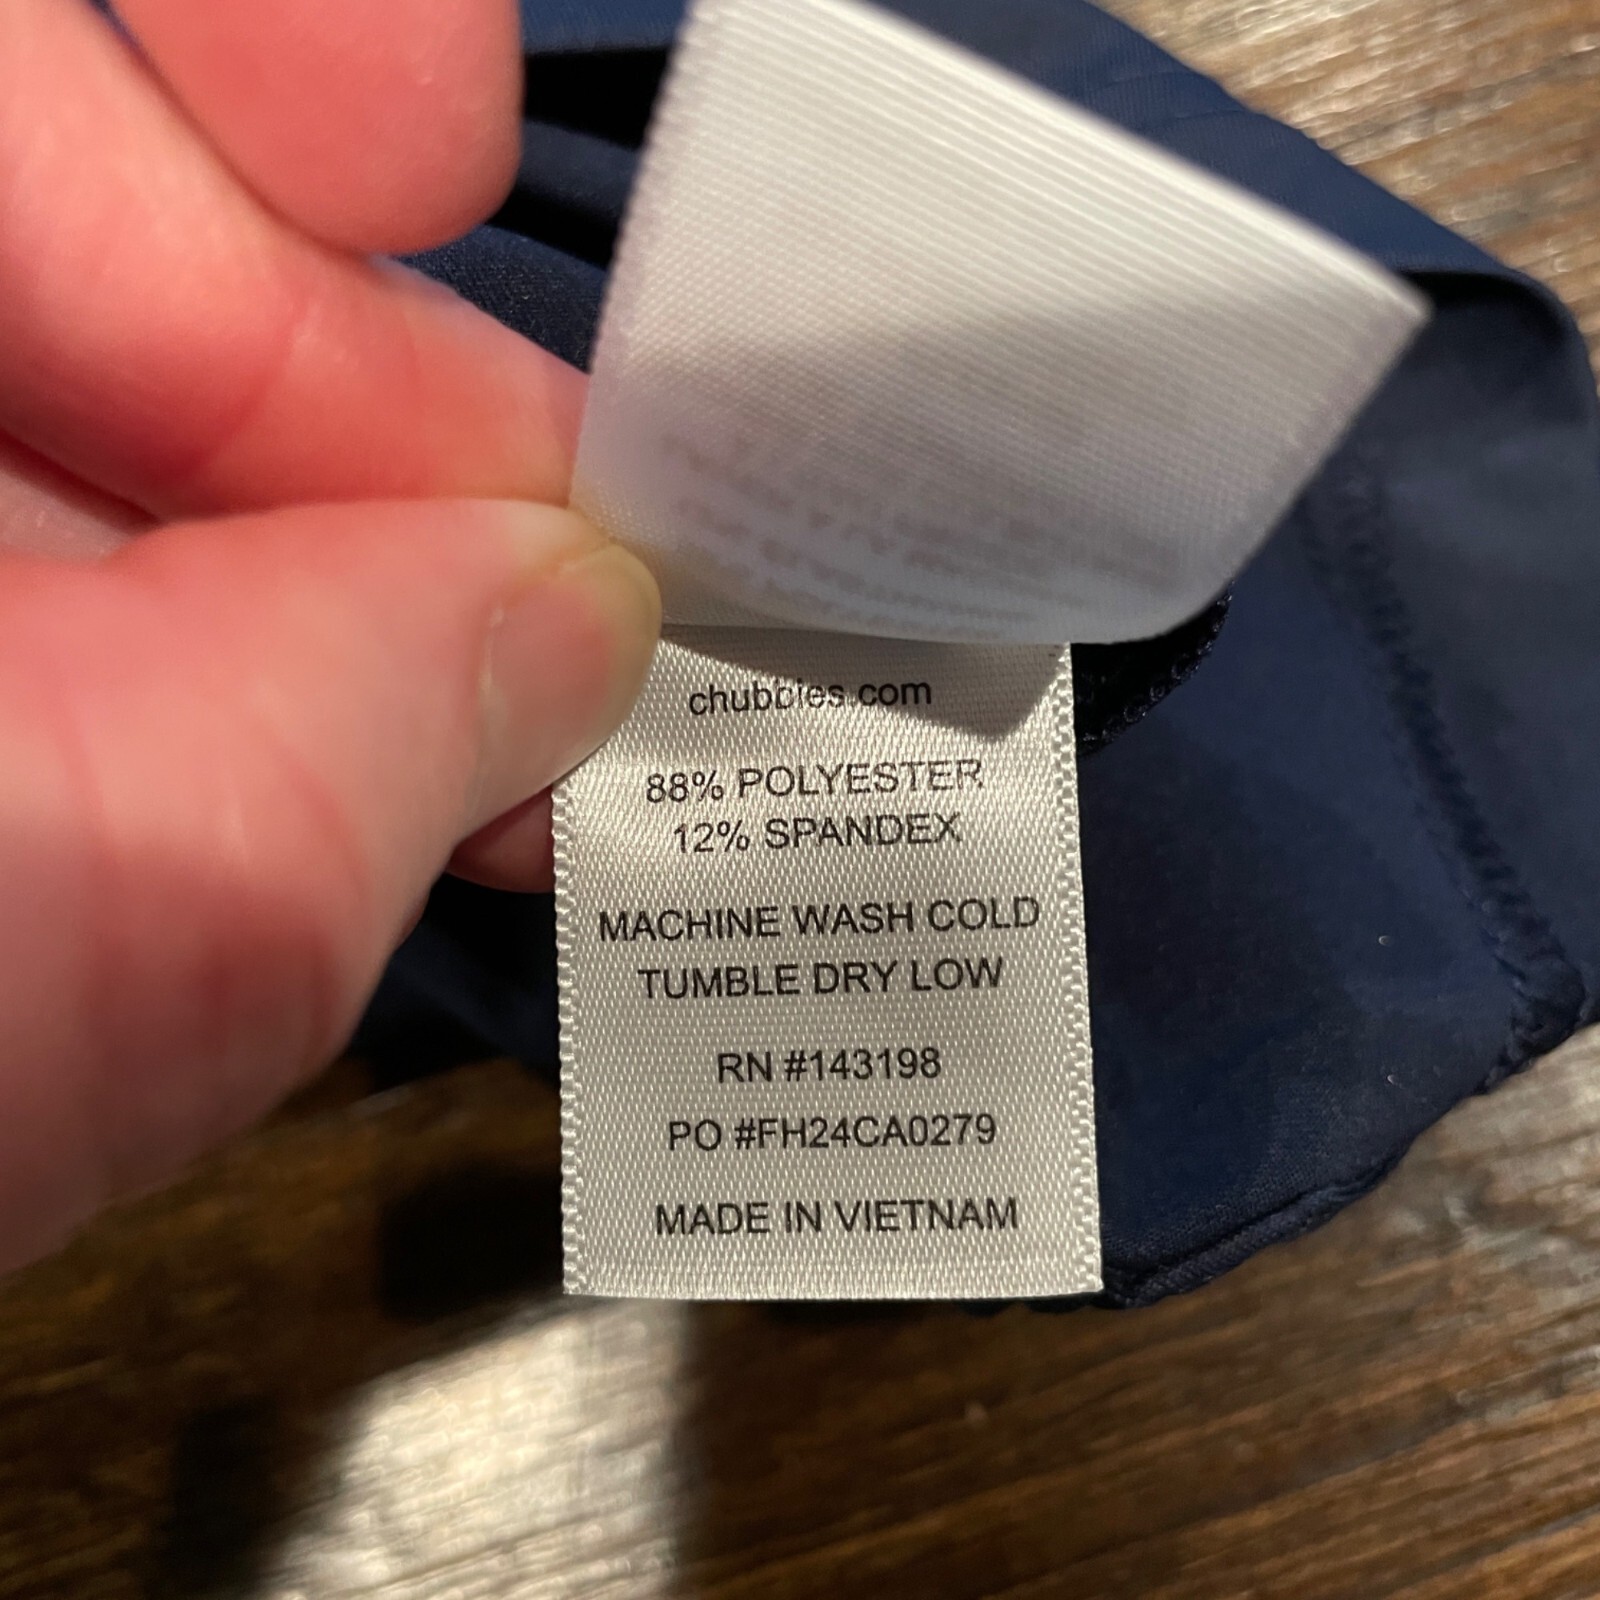 chubbies.com
88% POLYESTER
12% SPANDEX
MACHINE WASH COLD
TUMBLE DRY LOW
RN #143198
PO #FH24CA0279
MADE IN VIETNAM